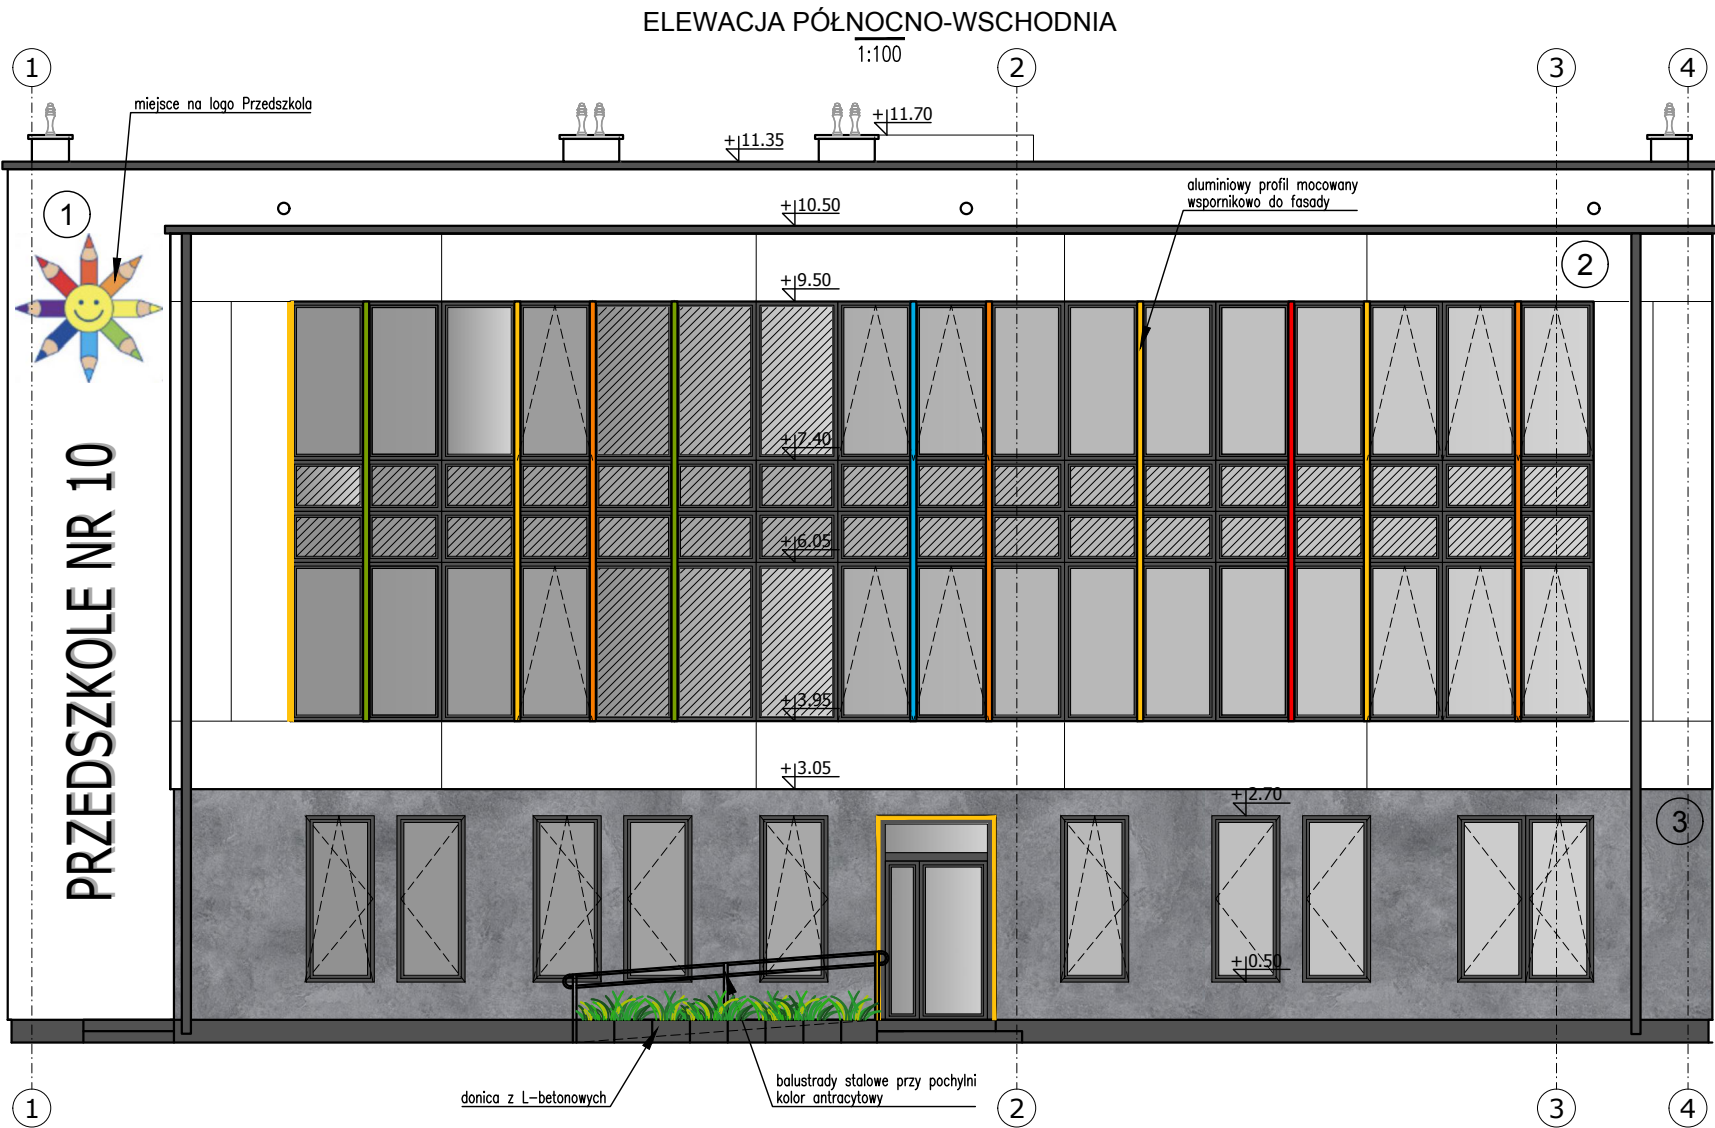 ELEWACJA PÓŁNOCNO-WSCHODNIA
1:100
1
2
3
4
miejsce na logo Przedszkola
+11.70
+11.35
aluminiowy profil mocowany
wspornikowo do fasady
1
+10.50
2
+9.50
+7.40
PRZEDSZKOLE NR 10
+6.05
+3.95
+3.05
+2.70
3
+0.50
balustrady stalowe przy pochylni
kolor antracytowy
donica z L-betonowych
1
2
3
4